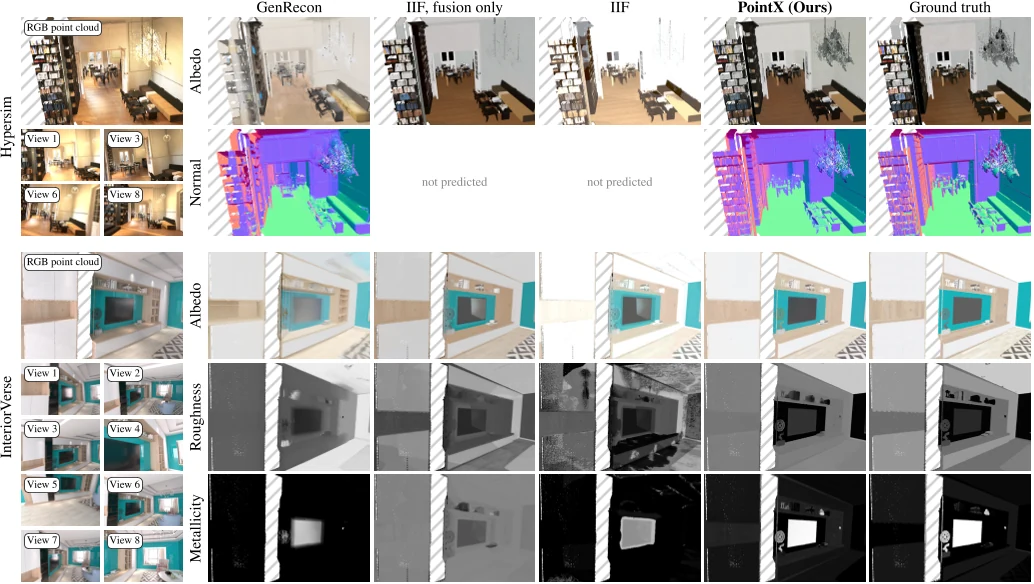 GenRecon
IIF, fusion only
IIF
PointX (Ours)
Ground truth
Hypersim
RGB point cloud
Albedo
View 1
View 3
View 6
View 8
Normal
not predicted
not predicted
InteriorVerse
RGB point cloud
Albedo
View 1
View 2
Roughness
View 3
View 4
View 5
View 6
Metallicity
View 7
View 8